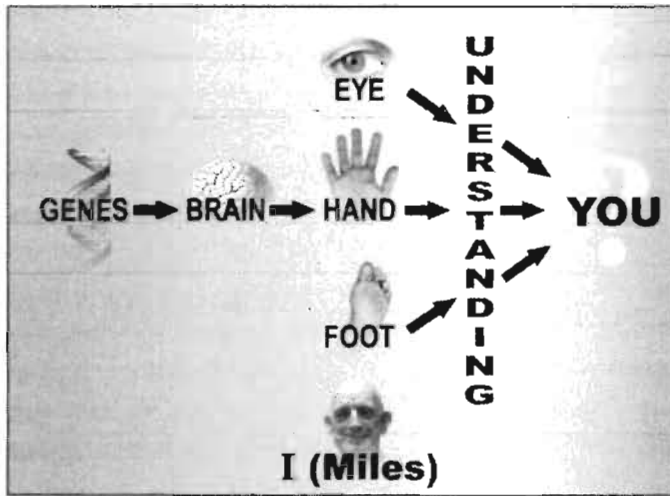 EYE
GENES BRAIN HAND
FOOT
UNDERSTANDING
YOU
I (Miles)